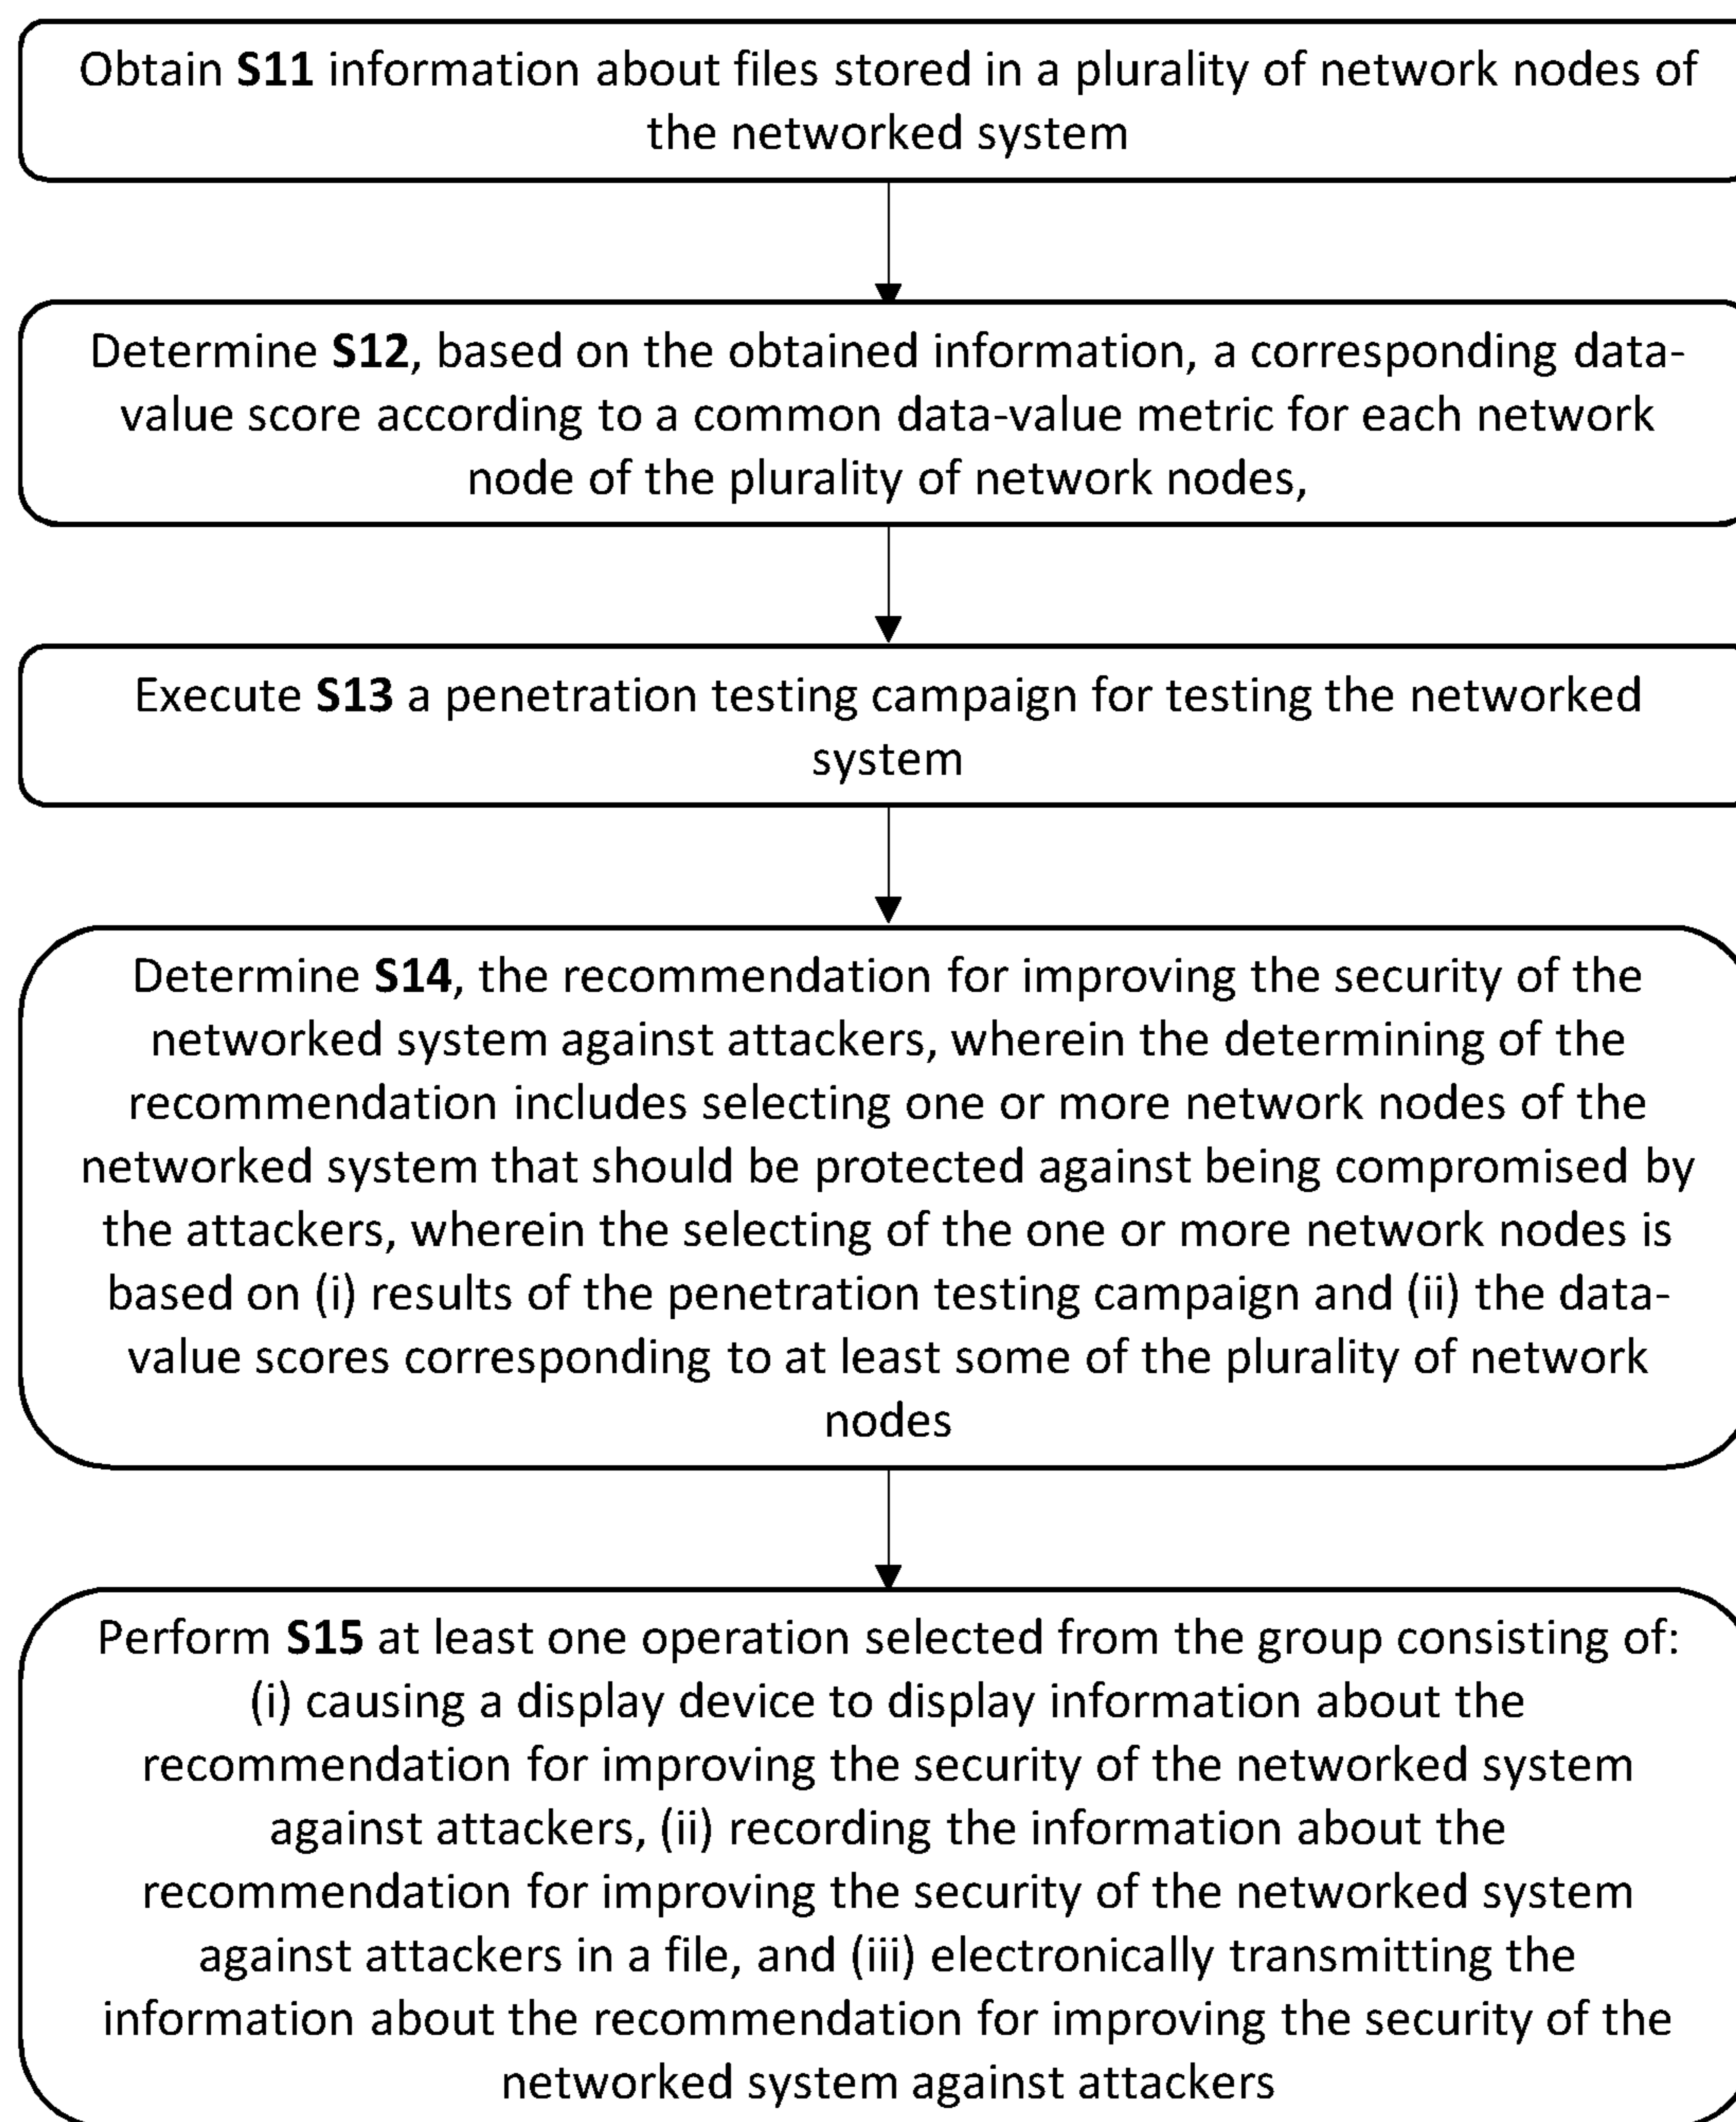 Obtain S11 information about files stored in a plurality of network nodes of
the networked system
Determine S12, based on the obtained information, a corresponding data-
value score according to a common data-value metric for each network
node of the plurality of network nodes,
Execute S13 a penetration testing campaign for testing the networked
system
Determine S14, the recommendation for improving the security of the
networked system against attackers, wherein the determining of the
recommendation includes selecting one or more network nodes of the
networked system that should be protected against being compromised by
the attackers, wherein the selecting of the one or more network nodes is
based on (i) results of the penetration testing campaign and (ii) the data-
value scores corresponding to at least some of the plurality of network
nodes
Perform S15 at least one operation selected from the group consisting of:
(i) causing a display device to display information about the
recommendation for improving the security of the networked system
against attackers, (ii) recording the information about the
recommendation for improving the security of the networked system
against attackers in a file, and (iii) electronically transmitting the
information about the recommendation for improving the security of the
networked system against attackers